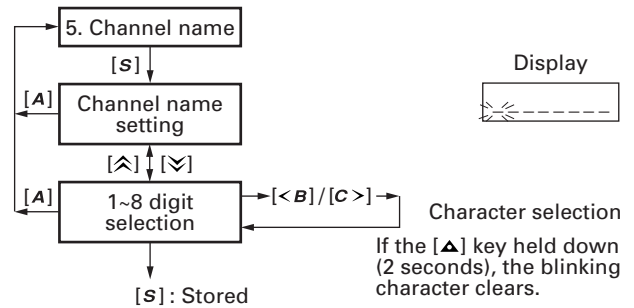 5. Channel name
[S]
Display
[A]
Channel name
setting
[︽] [︾]
[A]
1~8 digit
selection
[<B]/[C>]
Character selection
If the [▲] key held down
(2 seconds), the blinking
character clears.
[S] : Stored